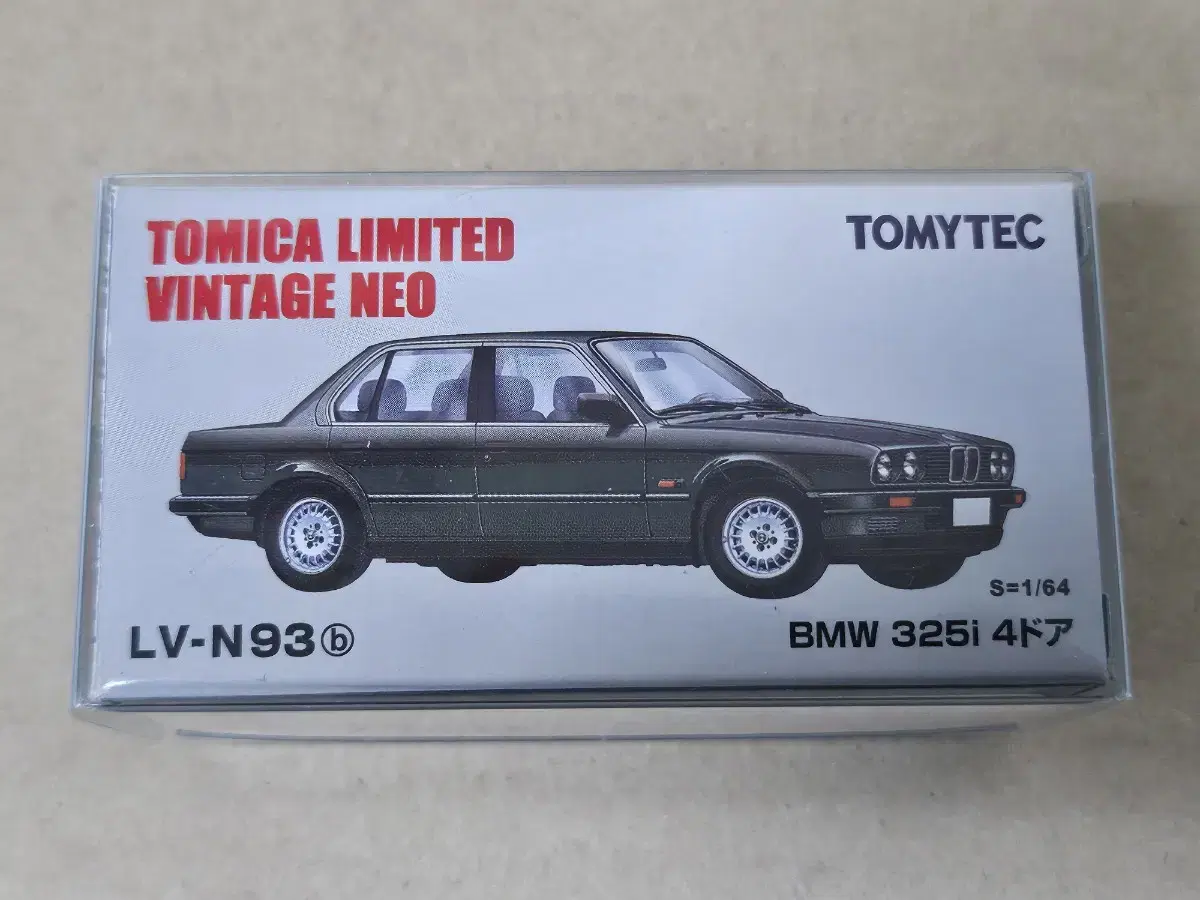 TOMICA LIMITED
VINTAGE NEO
TOMYTEC
S=1/64
LV-N93ⓑ
BMW 325i 4ドア